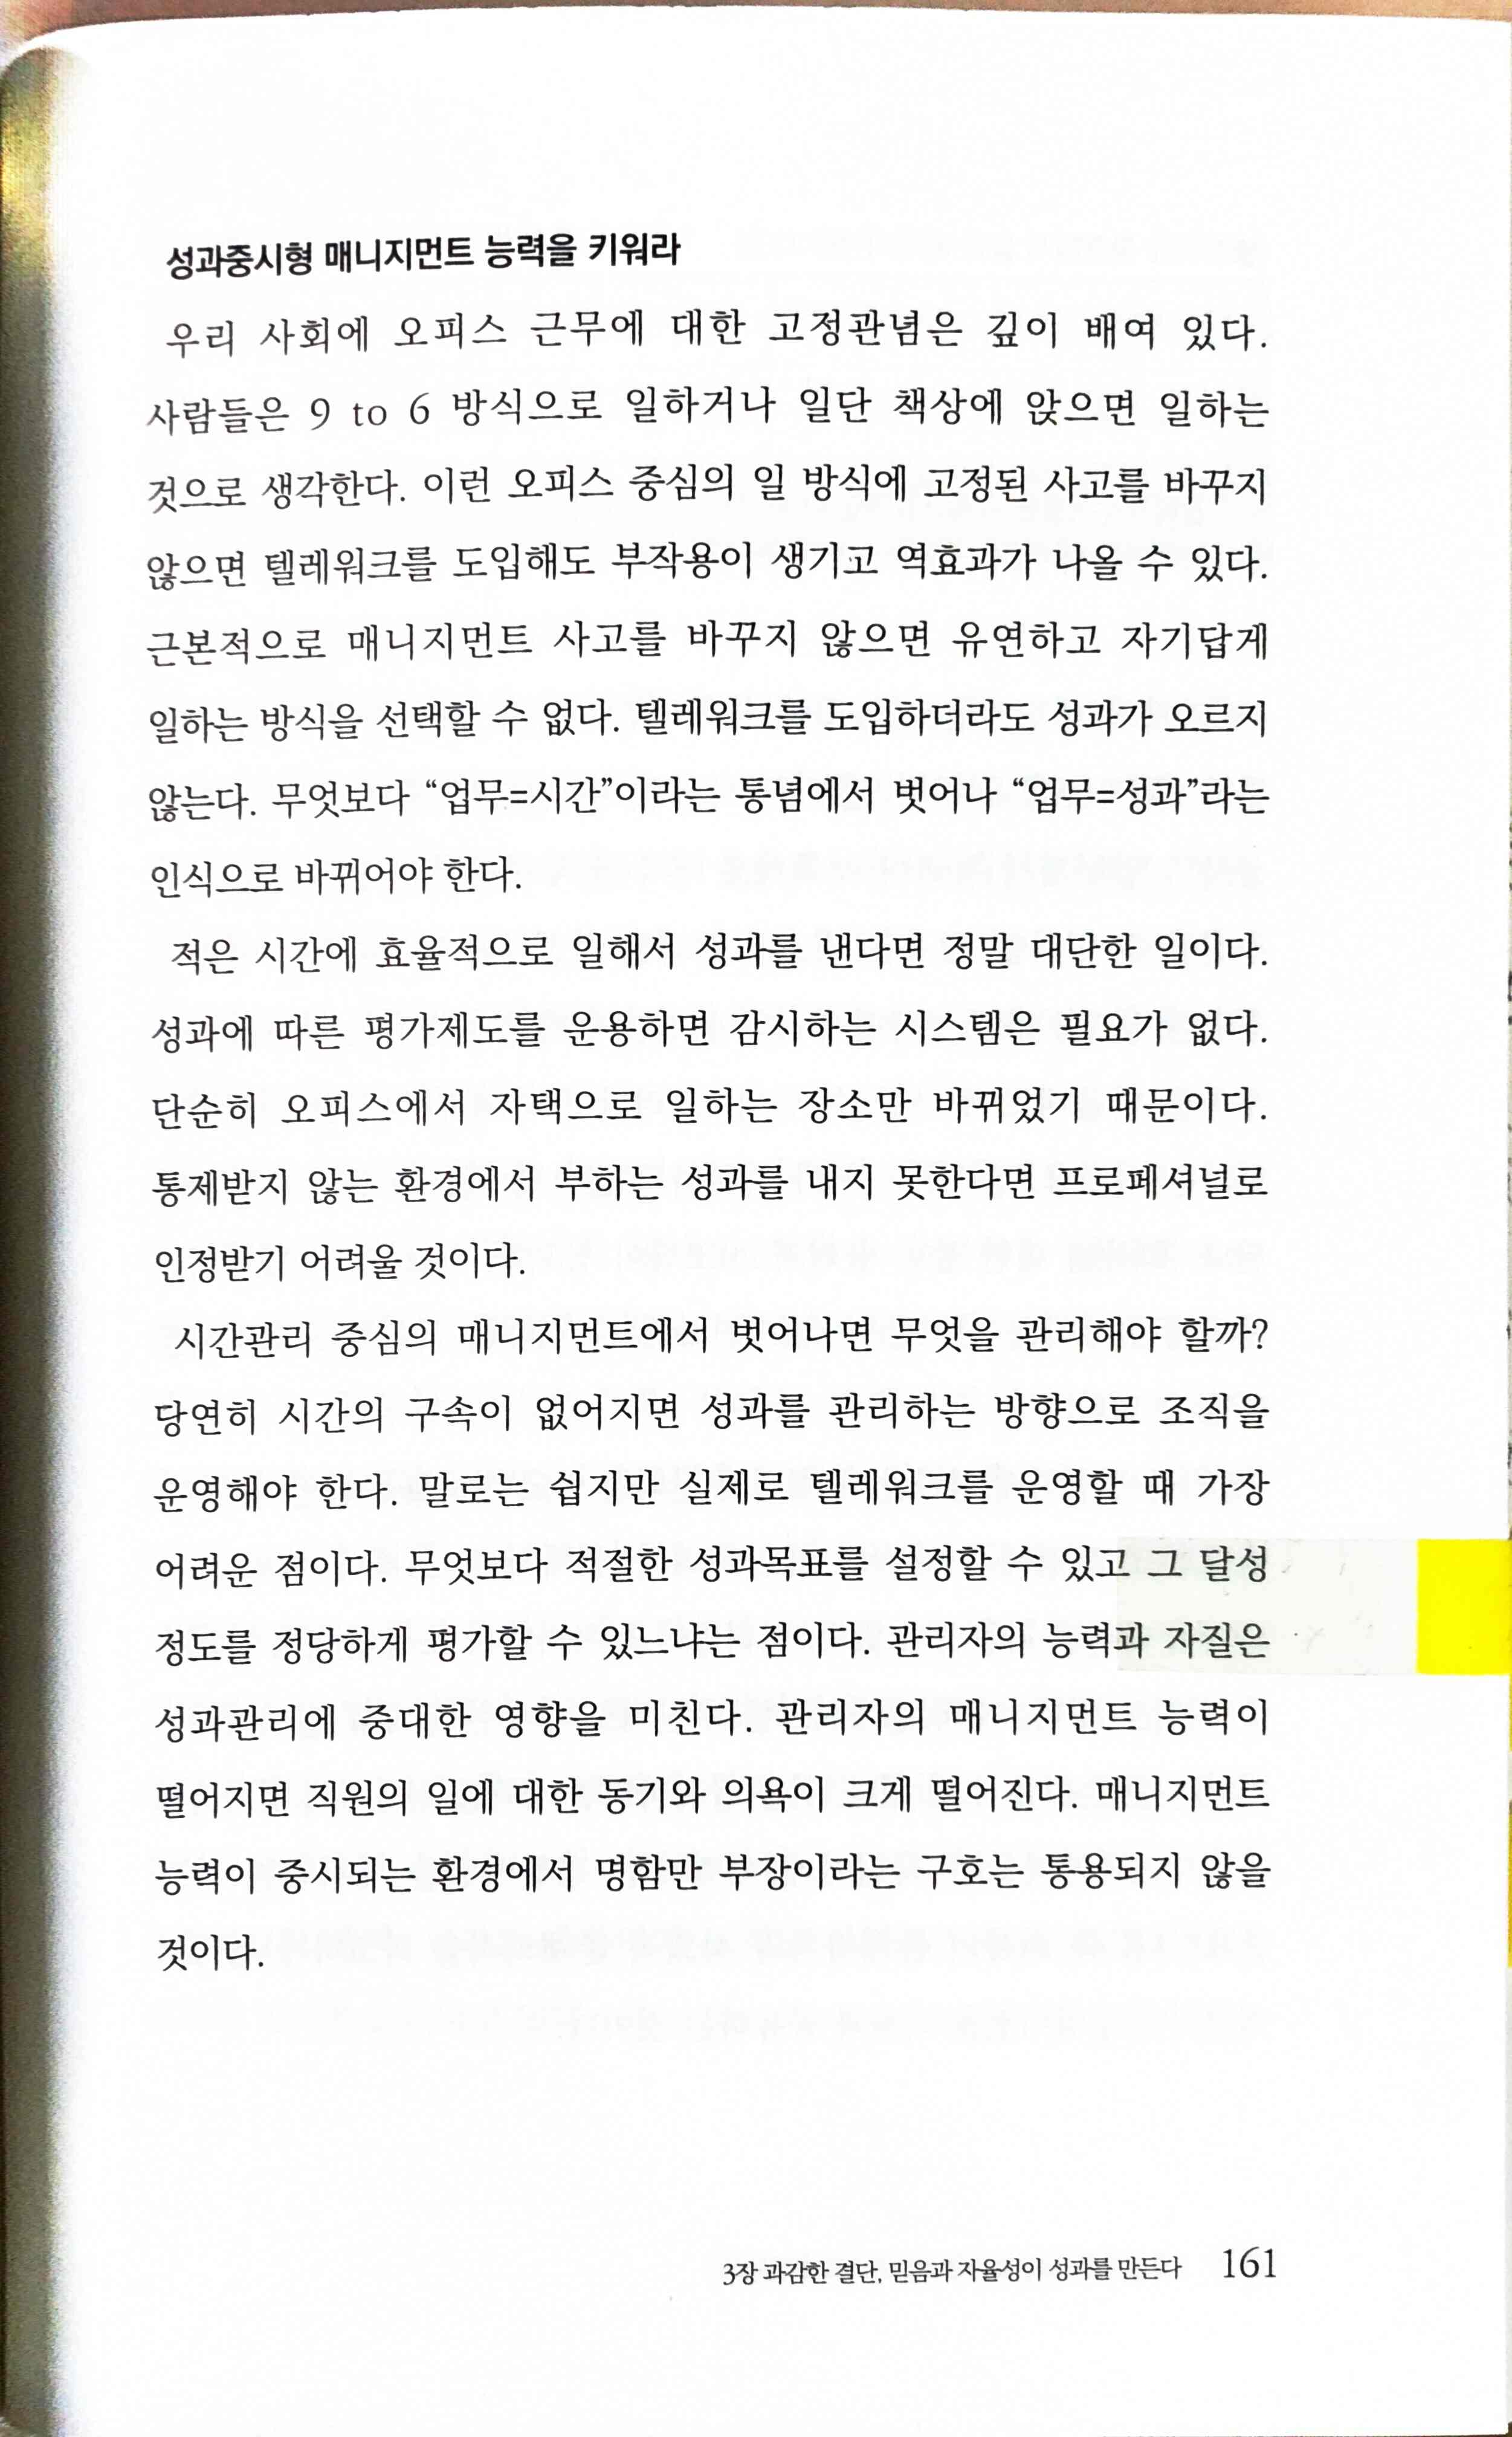 성과중시형 매니지먼트 능력을 키워라
우리 사회에 오피스 근무에 대한 고정관념은 깊이 배여 있다.
사람들은 9 to 6 방식으로 일하거나 일단 책상에 앉으면 일하는
것으로 생각한다. 이런 오피스 중심의 일 방식에 고정된 사고를 바꾸지
않으면 텔레워크를 도입해도 부작용이 생기고 역효과가 나올 수 있다.
근본적으로 매니지먼트 사고를 바꾸지 않으면 유연하고 자기답게
일하는 방식을 선택할 수 없다. 텔레워크를 도입하더라도 성과가 오르지
않는다. 무엇보다 “업무=시간”이라는 통념에서 벗어나 “업무=성과”라는
인식으로 바뀌어야 한다.
적은 시간에 효율적으로 일해서 성과를 낸다면 정말 대단한 일이다.
성과에 따른 평가제도를 운용하면 감시하는 시스템은 필요가 없다.
단순히 오피스에서 자택으로 일하는 장소만 바뀌었기 때문이다.
통제받지 않는 환경에서 부하는 성과를 내지 못한다면 프로페셔널로
인정받기 어려울 것이다.
시간관리 중심의 매니지먼트에서 벗어나면 무엇을 관리해야 할까?
당연히 시간의 구속이 없어지면 성과를 관리하는 방향으로 조직을
운영해야 한다. 말로는 쉽지만 실제로 텔레워크를 운영할 때 가장
어려운 점이다. 무엇보다 적절한 성과목표를 설정할 수 있고 그 달성
정도를 정당하게 평가할 수 있느냐는 점이다. 관리자의 능력과 자질은
성과관리에 중대한 영향을 미친다. 관리자의 매니지먼트 능력이
떨어지면 직원의 일에 대한 동기와 의욕이 크게 떨어진다. 매니지먼트
능력이 중시되는 환경에서 명함만 부장이라는 구호는 통용되지 않을
것이다.
3장 과감한 결단, 믿음과 자율성이 성과를 만든다 161